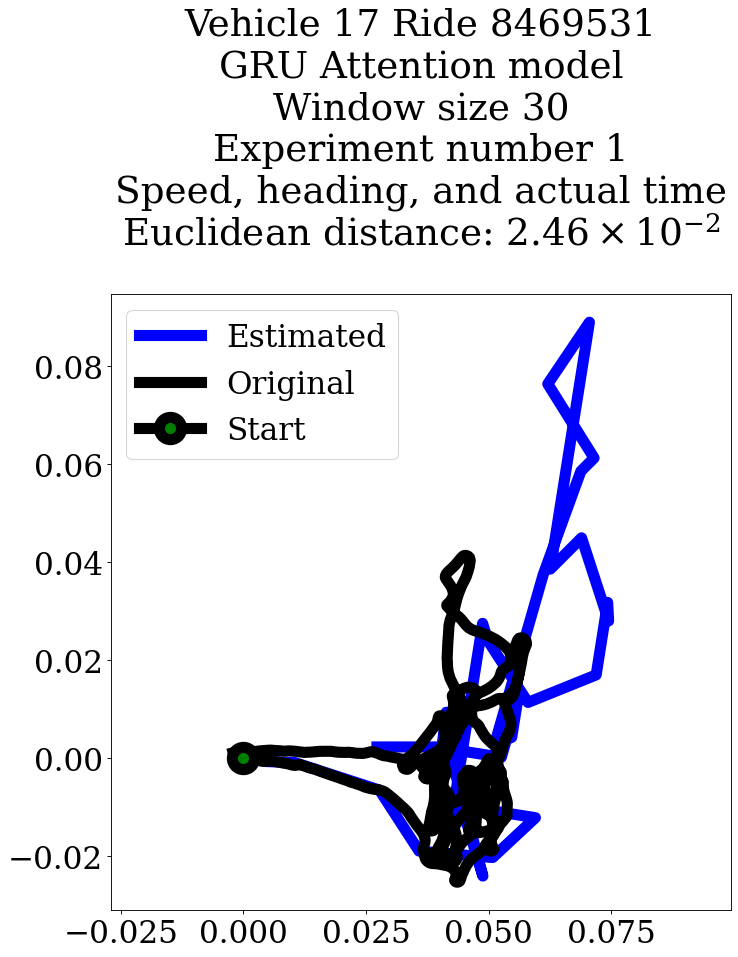 Vehicle 17 Ride 8469531
GRU Attention model
Window size 30
Experiment number 1
Speed, heading, and actual time
Euclidean distance: 2.46 × 10⁻²
Estimated
Original
Start
0.08
0.06
0.04
0.02
0.00
−0.02
−0.025 0.000 0.025 0.050 0.075